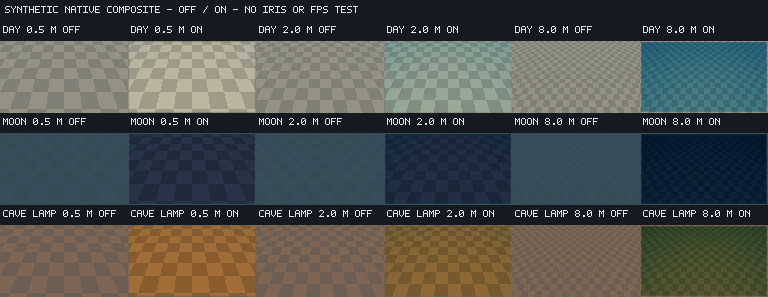 SYNTHETIC NATIVE COMPOSITE - OFF / ON - NO IRIS OR FPS TEST
DAY 0.5 M OFF DAY 0.5 M ON DAY 2.0 M OFF DAY 2.0 M ON DAY 8.0 M OFF DAY 8.0 M ON
MOON 0.5 M OFF MOON 0.5 M ON MOON 2.0 M OFF MOON 2.0 M ON MOON 8.0 M OFF MOON 8.0 M ON
CAVE LAMP 0.5 M OFF CAVE LAMP 0.5 M ON CAVE LAMP 2.0 M OFF CAVE LAMP 2.0 M ON CAVE LAMP 8.0 M OFF CAVE LAMP 8.0 M ON